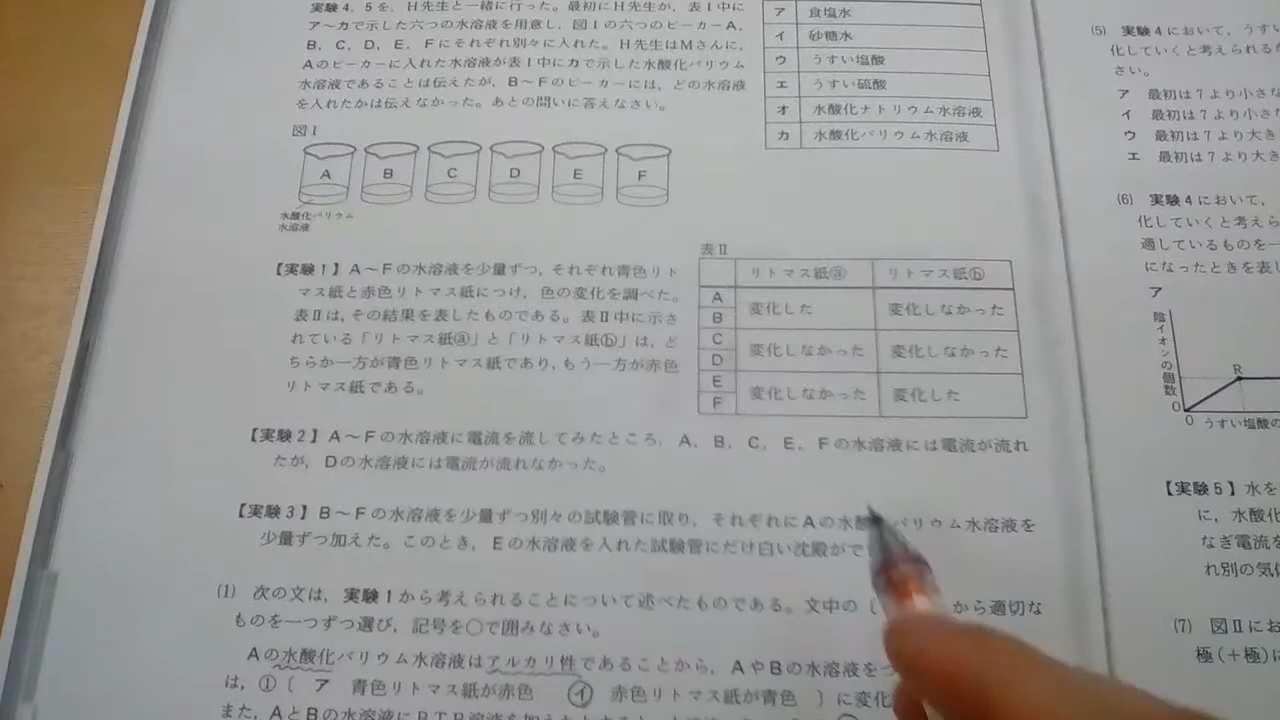 実験4,5を,H先生と一緒に行った。最初にH先生が,表Ⅰ中に
ア〜カで示した六つの水溶液を用意し,図Ⅰの六つのビーカーA,
B,C,D,E,Fにそれぞれ別々に入れた。H先生はMさんに,
Aのビーカーに入れた水溶液が表Ⅰ中にカで示した水酸化バリウム
水溶液であることは伝えたが,B〜Fのビーカーには,どの水溶液
を入れたかは伝えなかった。あとの問いに答えなさい。
ア 食塩水
イ 砂糖水
ウ うすい塩酸
エ うすい硫酸
オ 水酸化ナトリウム水溶液
カ 水酸化バリウム水溶液
図Ⅰ
A B C D E F
水酸化バリウム
水溶液
【実験1】A〜Fの水溶液を少量ずつ,それぞれ青色リト
マス紙と赤色リトマス紙につけ,色の変化を調べた。
表Ⅱは,その結果を表したものである。表Ⅱ中に示さ
れている「リトマス紙ⓐ」と「リトマス紙ⓑ」は,ど
ちらか一方が青色リトマス紙であり,もう一方が赤色
リトマス紙である。
表Ⅱ
リトマス紙ⓐ リトマス紙ⓑ
A
B
変化した 変化しなかった
C
D
変化しなかった 変化しなかった
E
F
変化しなかった 変化した
【実験2】A〜Fの水溶液に電流を流してみたところ,A,B,C,E,Fの水溶液には電流が流れ
たが,Dの水溶液には電流が流れなかった。
【実験3】B〜Fの水溶液を少量ずつ別々の試験管に取り,それぞれにAの水酸 バリウム水溶液を
少量ずつ加えた。このとき,Eの水溶液を入れた試験管にだけ白い沈殿がで
(1) 次の文は,実験1から考えられることについて述べたものである。文中の〔 から適切な
ものを一つずつ選び,記号を○で囲みなさい。
Aの水酸化バリウム水溶液はアルカリ性であることから,AやBの水溶液をつ
は,①〔 ア 青色リトマス紙が赤色 イ 赤色リトマス紙が青色 〕に変化
また,AとBの水溶液にBTB溶液を加えたとすると
(5) 実験4において,うす
化していくと考えられる
さい。
ア 最初は7より小さ
イ 最初は7より小さ
ウ 最初は7より大き
エ 最初は7より大き
(6) 実験4において,
化していくと考え
適しているものを一
になったときを表し
ア
陰イオンの個数
R
0
0 うすい塩酸の
【実験5】水を
に,水酸化
なぎ電流を
れ別の気体
(7) 図Ⅱにお
極(+極)に